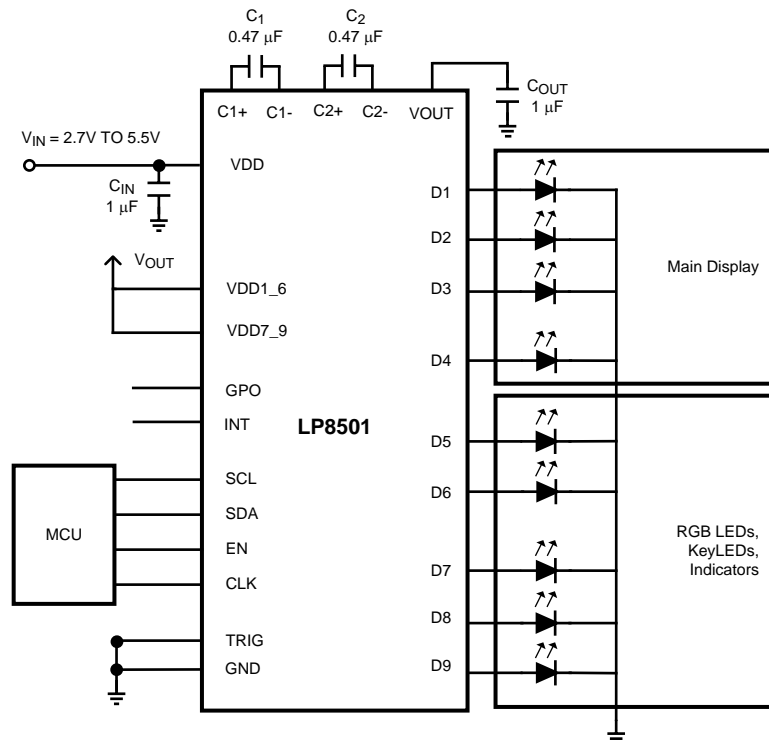 C1
0.47 µF
C2
0.47 µF
COUT
1 µF
C1+ C1- C2+ C2- VOUT
VIN = 2.7V TO 5.5V
VDD
CIN
1 µF
VOUT
VDD1_6
VDD7_9
GPO
INT
LP8501
MCU
SCL
SDA
EN
CLK
TRIG
GND
D1
D2
D3
D4
D5
D6
D7
D8
D9
Main Display
RGB LEDs,
KeyLEDs,
Indicators